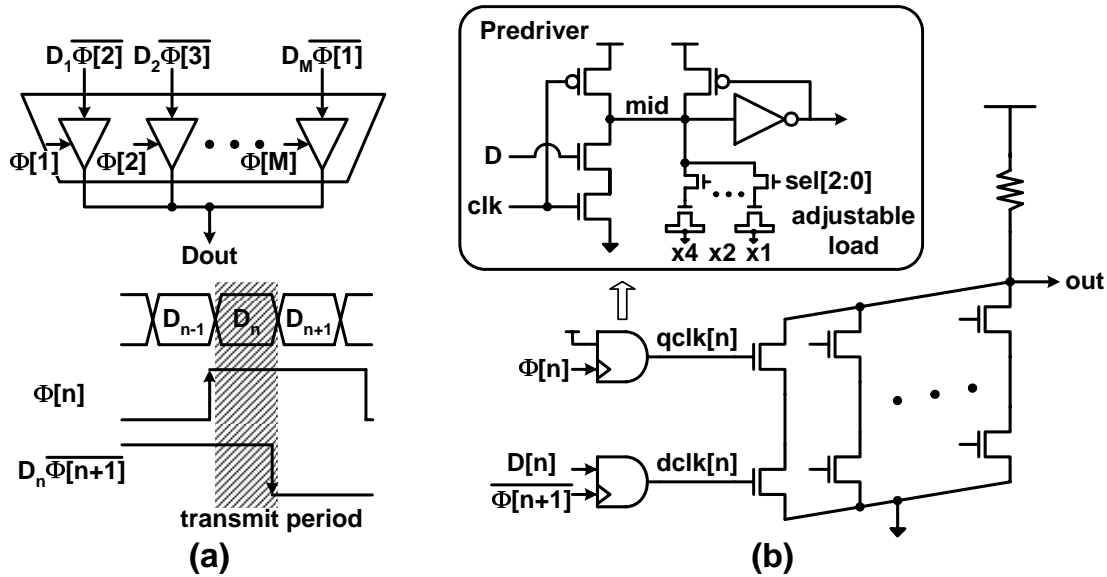 D₁Φ̅[̅2̅]̅ D₂Φ̅[̅3̅]̅ D_MΦ̅[̅1̅]̅
Φ[1] Φ[2] Φ[M]
Dout
Dₙ₋₁ Dₙ Dₙ₊₁
Φ[n]
DₙΦ̅[̅n̅+̅1̅]̅
transmit period
(a)
Predriver
mid
D
clk
sel[2:0]
adjustable
load
x4 x2 x1
out
qclk[n]
Φ[n]
D[n]
dclk[n]
Φ̅[̅n̅+̅1̅]̅
(b)